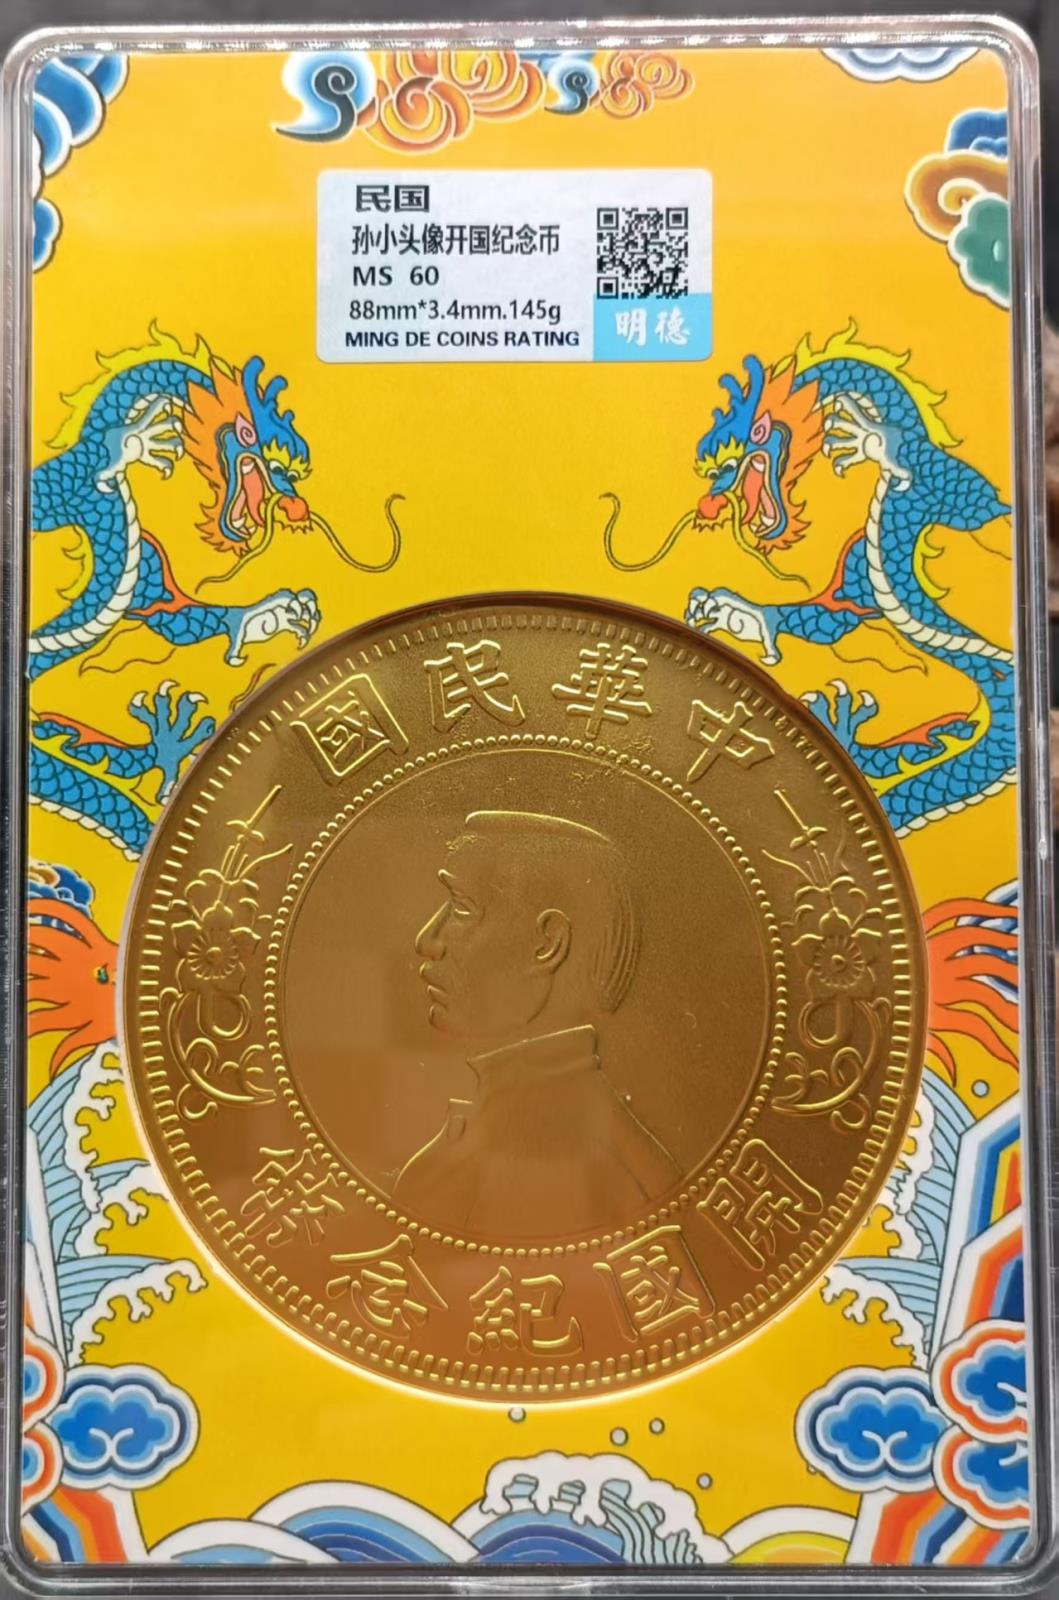 民国
孙小头像开国纪念币
MS 60
88mm*3.4mm.145g
MING DE COINS RATING
明德
中華民國
開國紀念幣